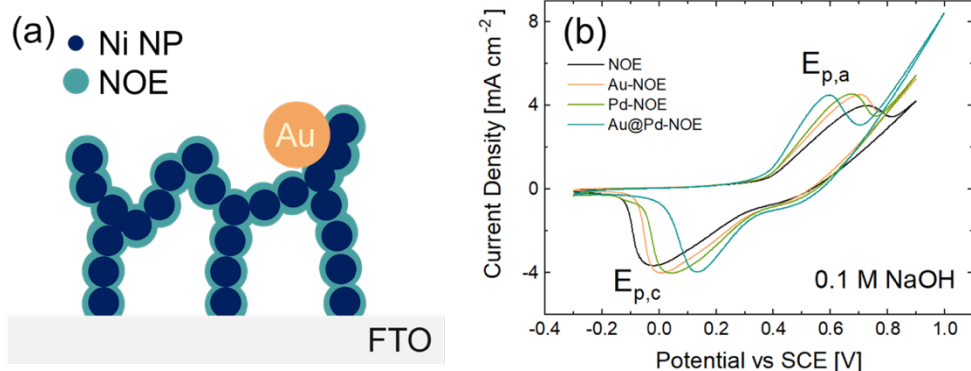 (a)
Ni NP
NOE
Au
FTO
(b)
8
4
0
-4
Current Density [mA cm⁻²]
NOE
Au-NOE
Pd-NOE
Au@Pd-NOE
Ep,a
Ep,c
0.1 M NaOH
-0.4 -0.2 0.0 0.2 0.4 0.6 0.8 1.0
Potential vs SCE [V]